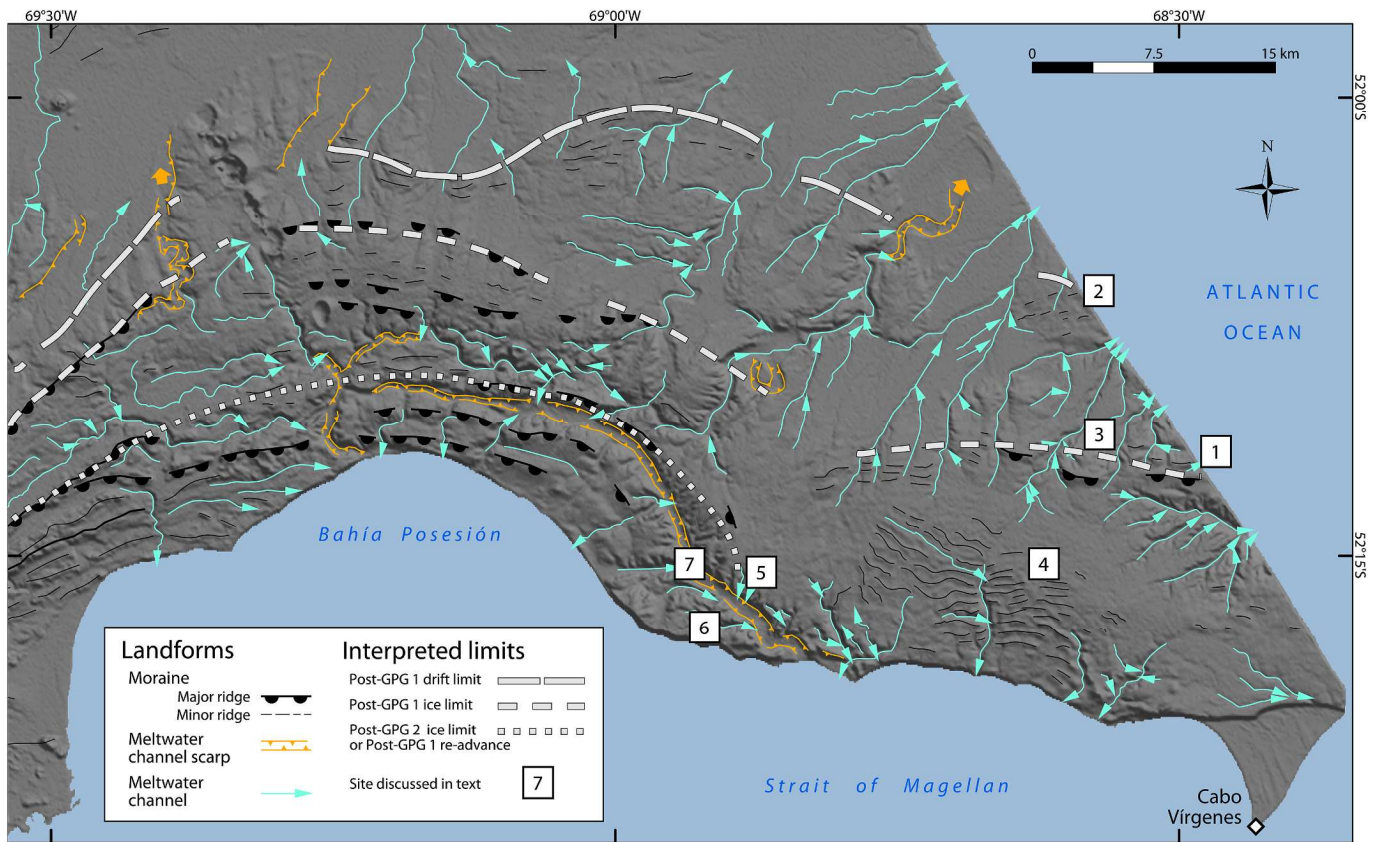 69°30'W
69°00'W
68°30'W
0
7.5
15 km
52°00'S
N
2
ATLANTIC
OCEAN
3
1
Bahía Posesión
7
5
4
52°15'S
6
Landforms
Moraine
Major ridge
Minor ridge
Meltwater
channel scarp
Meltwater
channel
Interpreted limits
Post-GPG 1 drift limit
Post-GPG 1 ice limit
Post-GPG 2 ice limit
or Post-GPG 1 re-advance
Site discussed in text
7
Strait of Magellan
Cabo
Vírgenes